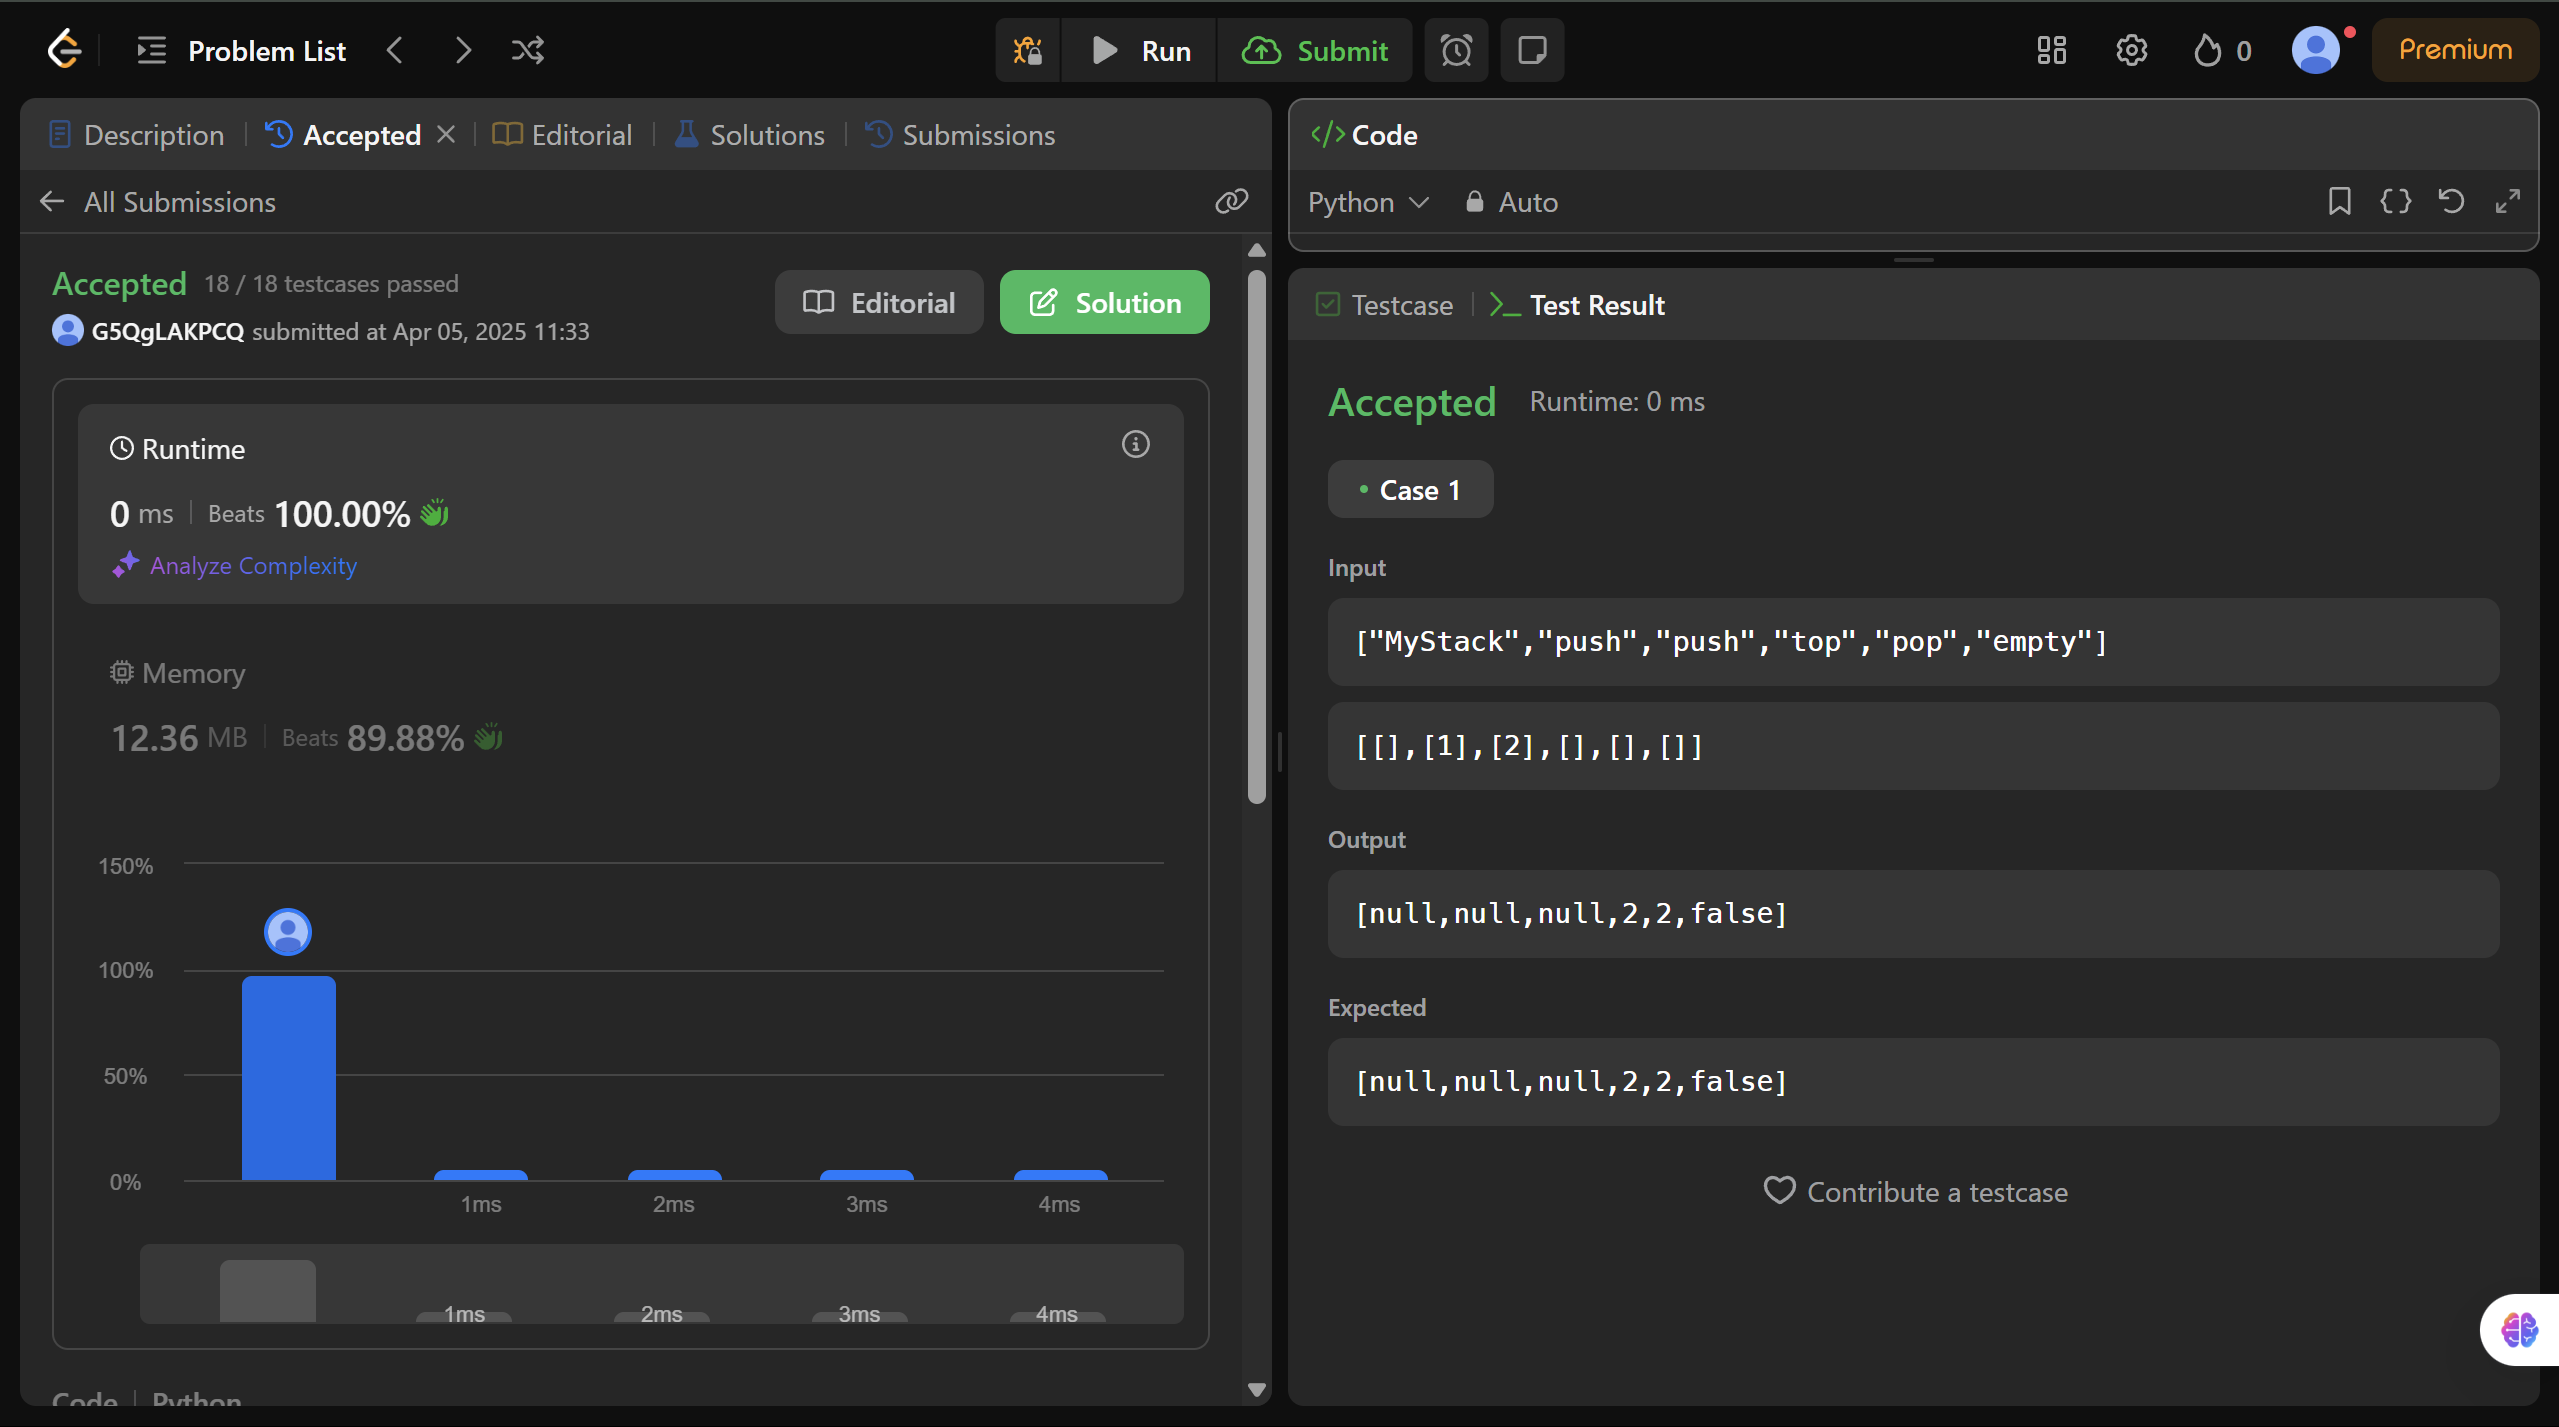 Problem List
Run
Submit
0
Premium
Description
Accepted
Editorial
Solutions
Submissions
All Submissions
Accepted 18 / 18 testcases passed
G5QgLAKPCQ submitted at Apr 05, 2025 11:33
Editorial
Solution
Runtime
0 ms Beats 100.00%
Analyze Complexity
Memory
12.36 MB Beats 89.88%
150%
100%
50%
0%
1ms 2ms 3ms 4ms
1ms 2ms 3ms 4ms
Code | Python
</> Code
Python Auto
Testcase
>_ Test Result
Accepted Runtime: 0 ms
• Case 1
Input
["MyStack","push","push","top","pop","empty"]
[[],[1],[2],[],[],[]]
Output
[null,null,null,2,2,false]
Expected
[null,null,null,2,2,false]
Contribute a testcase